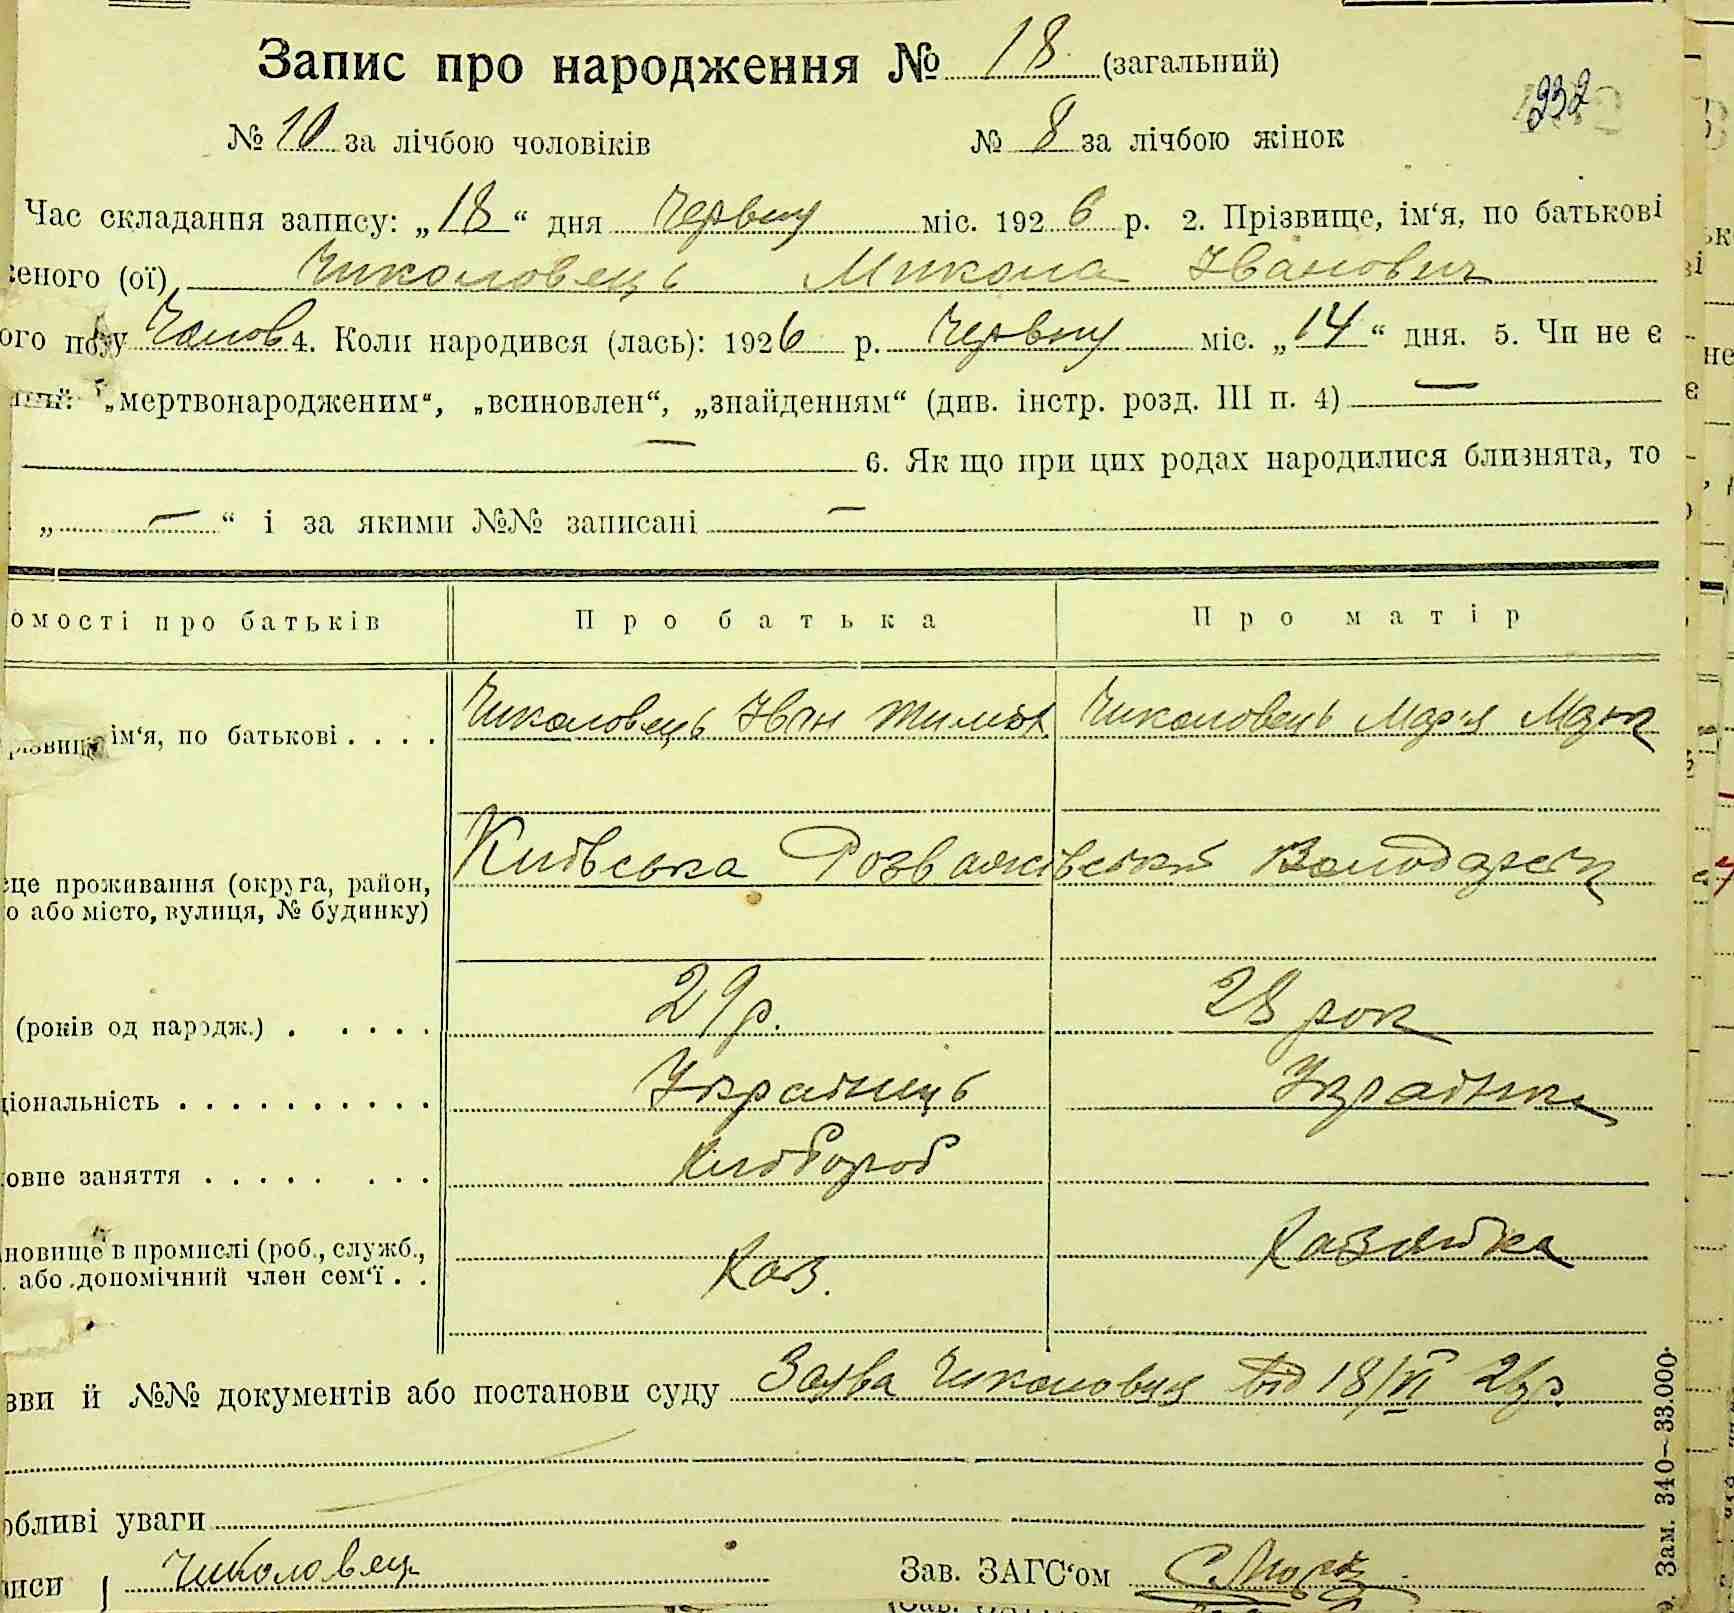 Запис про народження № 18 (загальний)
232
№ 10 за лічбою чоловіків № 8 за лічбою жінок
Час складання запису: „18“ дня Червня міс. 1926 р. 2. Прізвище, ім‘я, по батькові
еного (ої) Чиколовець Микола Іванович
ого полу Чолов 4. Коли народився (лась): 1926 р. Червня міс. „14“ дня. 5. Чи не є
„мертвонародженим“, „всиновлен“, „знайденням“ (див. інстр. розд. III п. 4) —
— 6. Як що при цих родах народилися близнята, то
„ — “ і за якими №№ записані —
омості про батьків Про батька Про матір
ім‘я, по батькові . . . . Чиколовець Іван Чиколовець Мар'я
це проживання (округа, район, Київська Розважівський
о або місто, вулиця, № будинку)
(років од народж.) . . . . . 29 р. 28 рок
ціональність . . . . . . . . . . . Українець Українка
овне заняття . . . . . . . . Хлібороб
новище в промислі (роб., служб., Хазяйка
або допомічний член сем‘ї . . Хаз.
зви й №№ документів або постанови суду Заява Чиколовця від 18/VI 26 р.
обливі уваги
иси Чиколовец Зав. ЗАГС‘ом
Зам. 340—33.000.